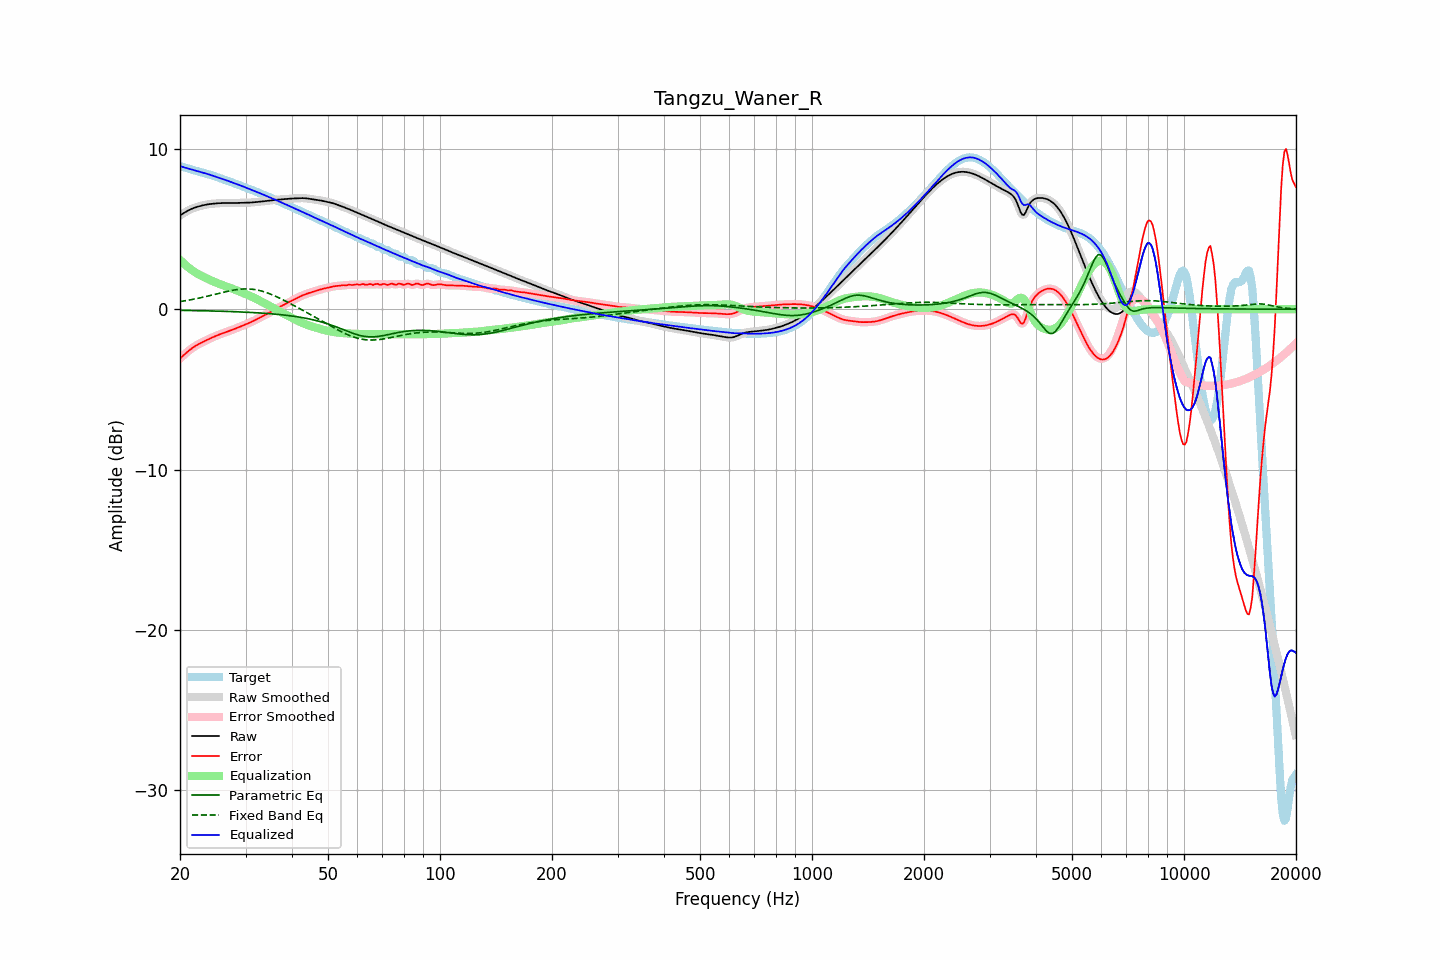 Tangzu_Waner_R
Amplitude (dBr)
10
0
−10
−20
−30
Target
Raw Smoothed
Error Smoothed
Raw
Error
Equalization
Parametric Eq
Fixed Band Eq
Equalized
20 50 100 200 500 1000 2000 5000 10000 20000
Frequency (Hz)